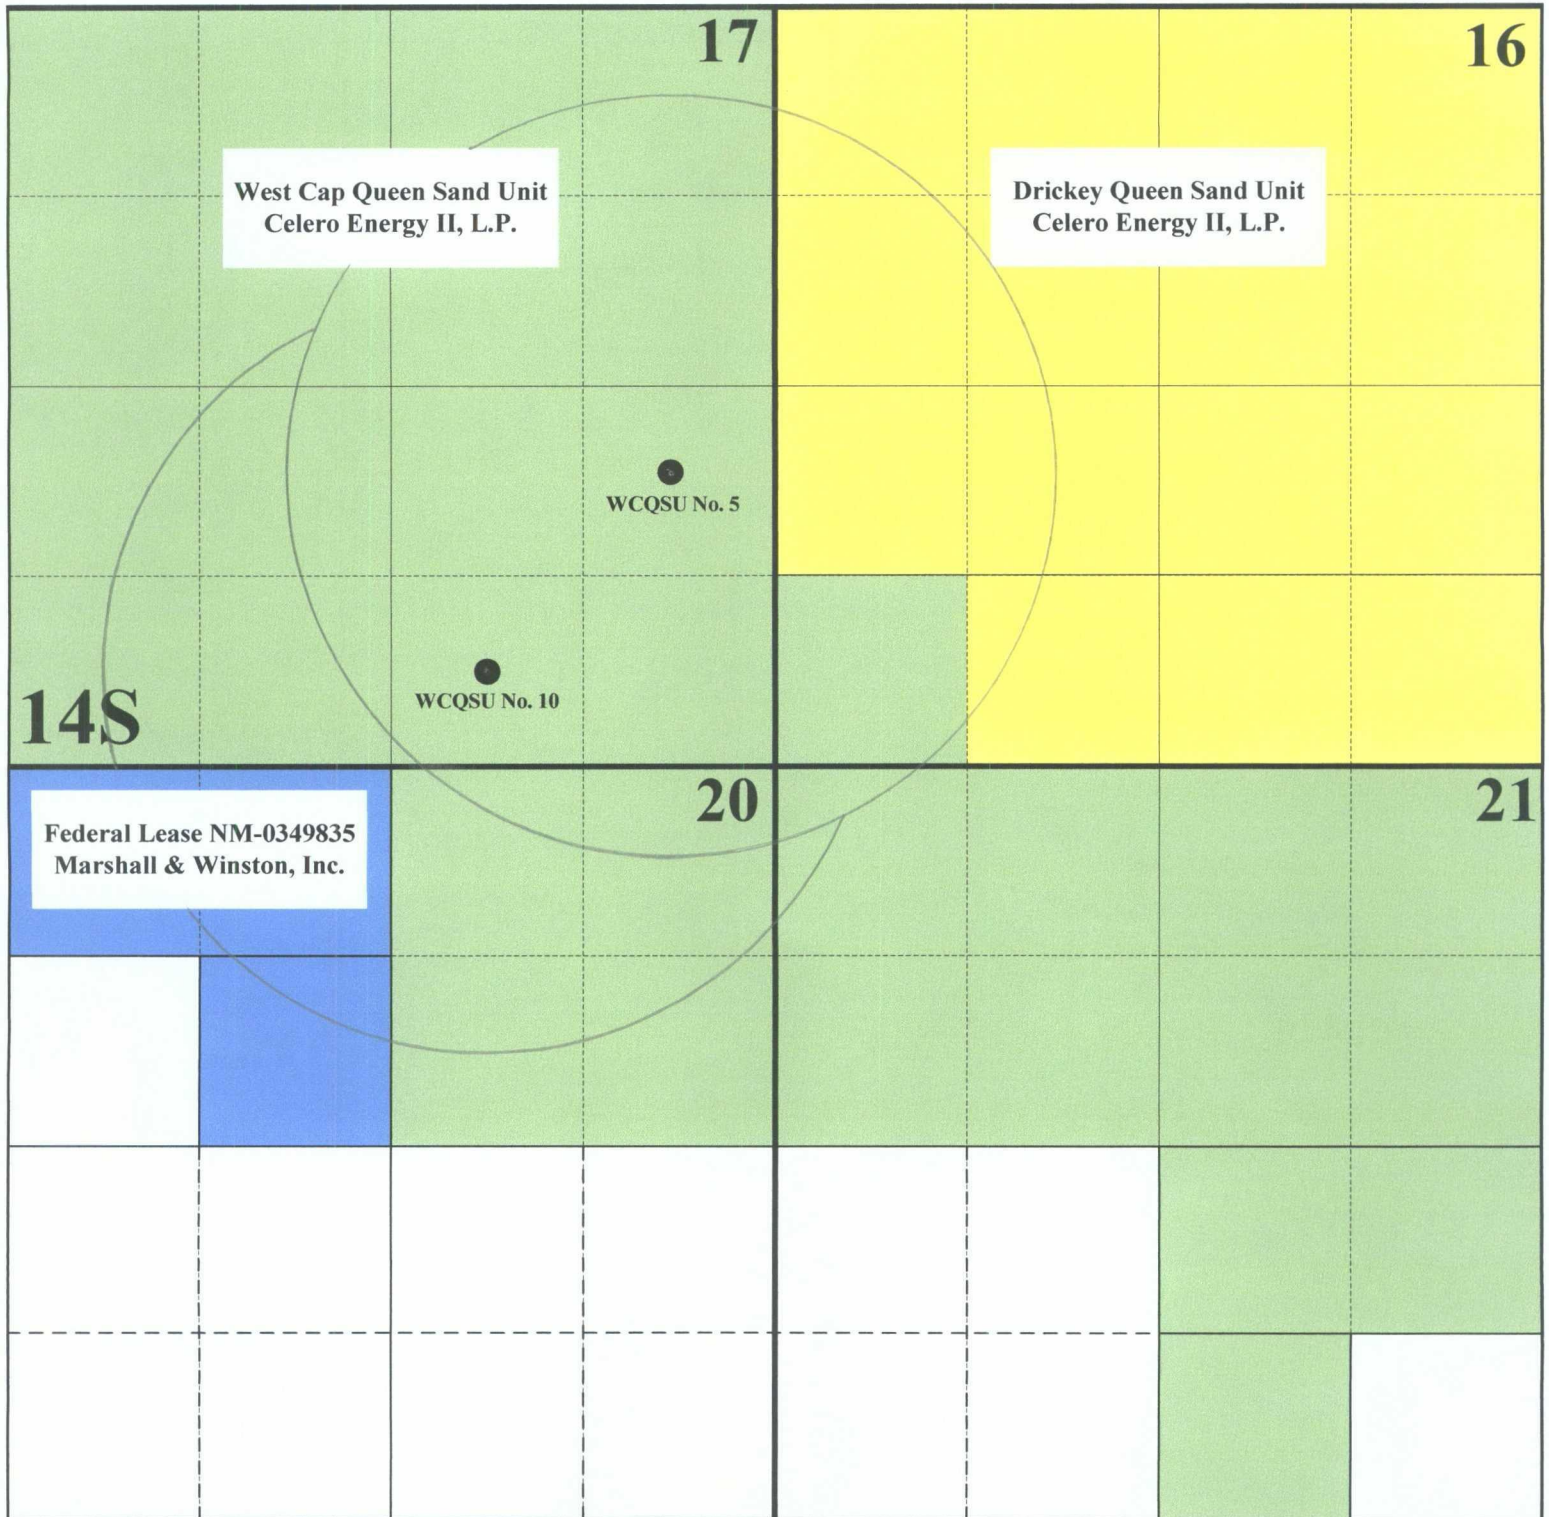 17
16
West Cap Queen Sand Unit
Celero Energy II, L.P.
Drickey Queen Sand Unit
Celero Energy II, L.P.
WCQSU No. 5
WCQSU No. 10
14S
20
21
Federal Lease NM-0349835
Marshall & Winston, Inc.